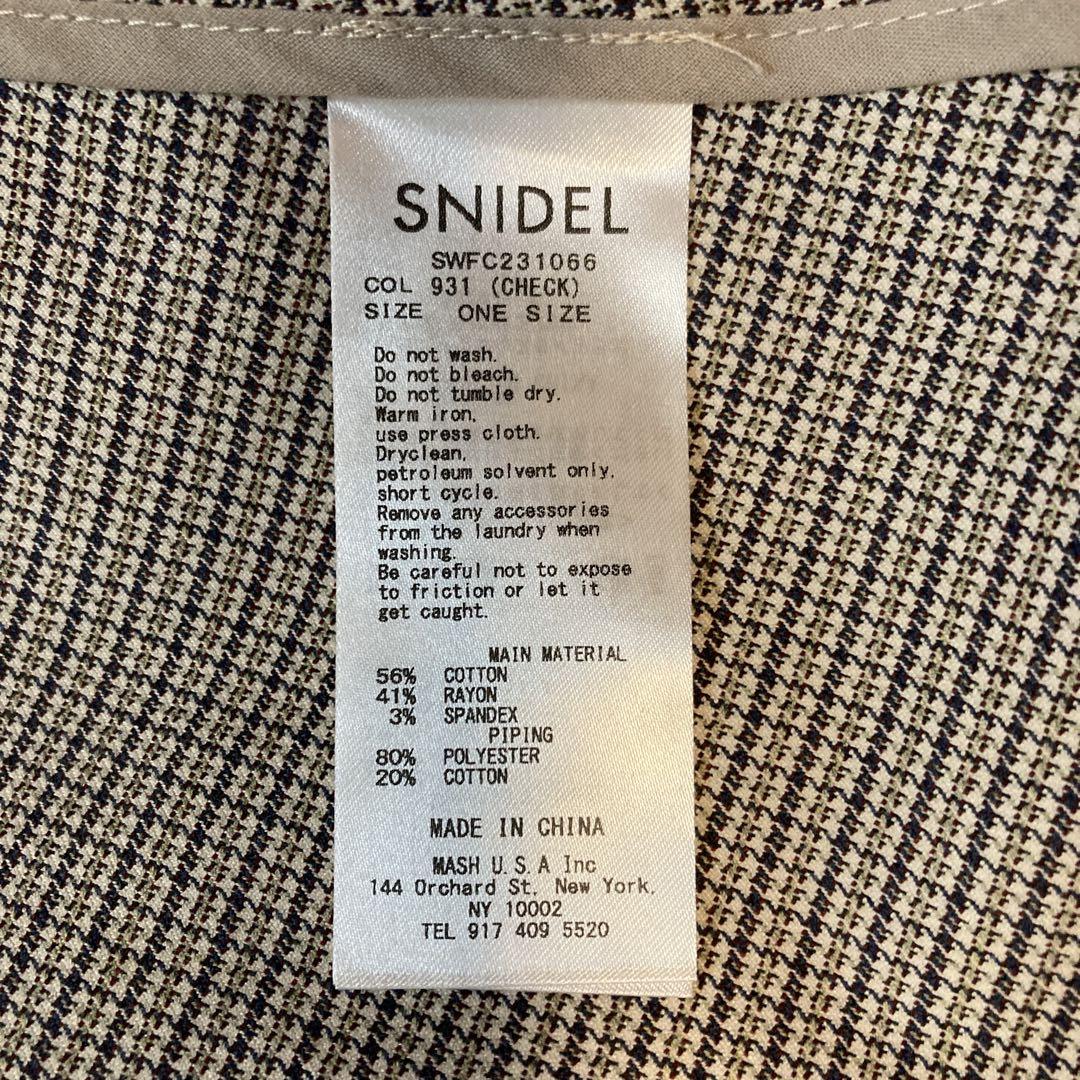 SNIDEL
SWFC231066
COL 931 (CHECK)
SIZE ONE SIZE
Do not wash.
Do not bleach.
Do not tumble dry.
Warm iron,
use press cloth.
Dryclean,
petroleum solvent only,
short cycle.
Remove any accessories
from the laundry when
washing.
Be careful not to expose
to friction or let it
get caught.
MAIN MATERIAL
56% COTTON
41% RAYON
3% SPANDEX
PIPING
80% POLYESTER
20% COTTON
MADE IN CHINA
MASH U.S.A Inc
144 Orchard St, New York,
NY 10002
TEL 917 409 5520